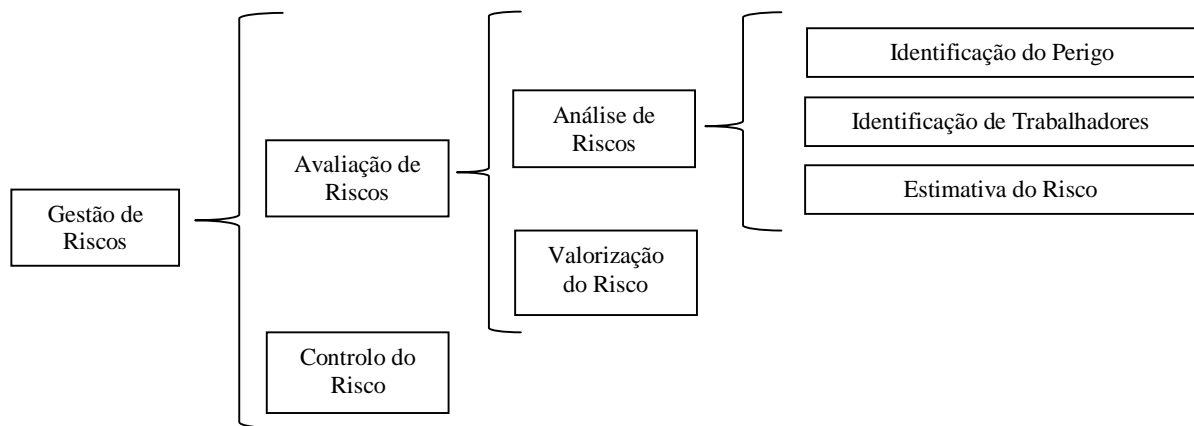 Gestão de
Riscos
Avaliação de
Riscos
Controlo do
Risco
Análise de
Riscos
Valorização
do Risco
Identificação do Perigo
Identificação de Trabalhadores
Estimativa do Risco